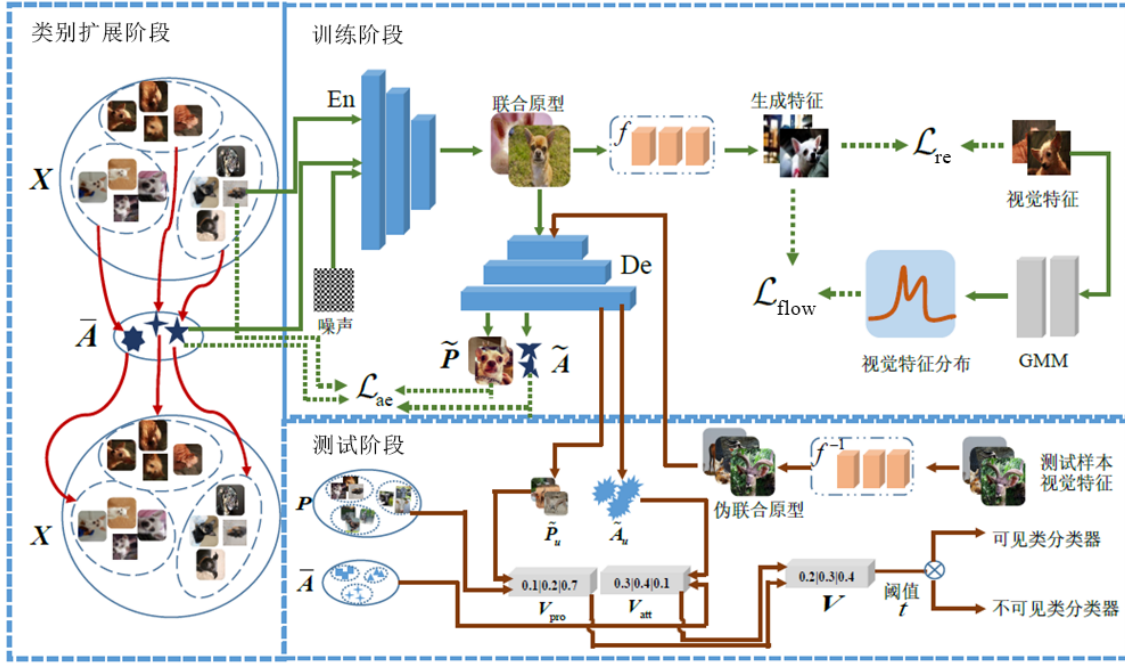 类别扩展阶段
X
A̅
X
训练阶段
En
联合原型
f
生成特征
ℒre
视觉特征
噪声
De
P̃
Ã
ℒae
ℒflow
视觉特征分布
GMM
测试阶段
P
A̅
P̃u
Ãu
伪联合原型
f⁻¹
测试样本
视觉特征
0.1|0.2|0.7
Vpro
0.3|0.4|0.1
Vatt
0.2|0.3|0.4
V
阈值
t
可见类分类器
不可见类分类器